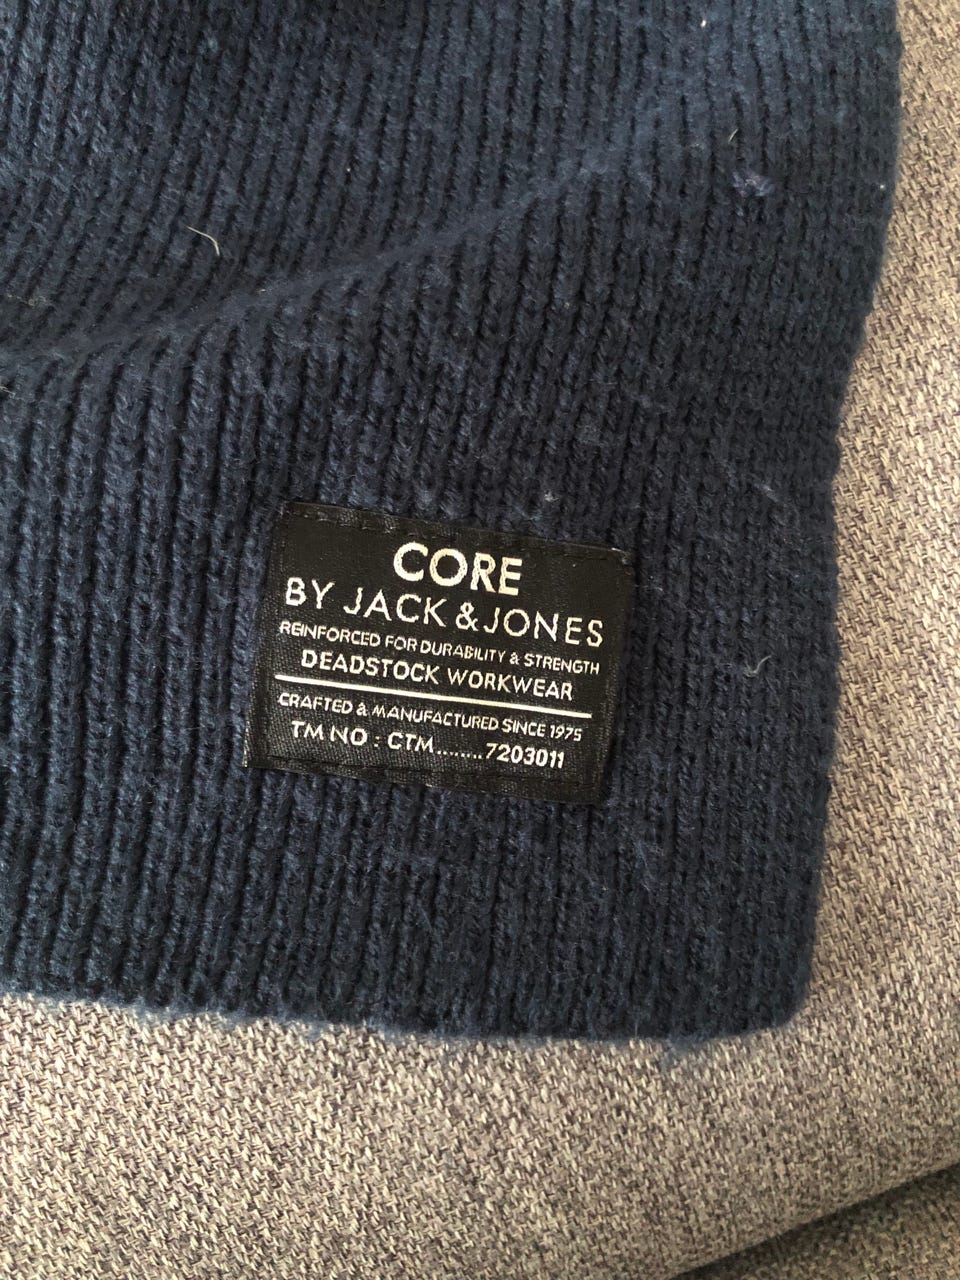 CORE
BY JACK & JONES
REINFORCED FOR DURABILITY & STRENGTH
DEADSTOCK WORKWEAR
CRAFTED & MANUFACTURED SINCE 1975
TM NO : CTM........7203011